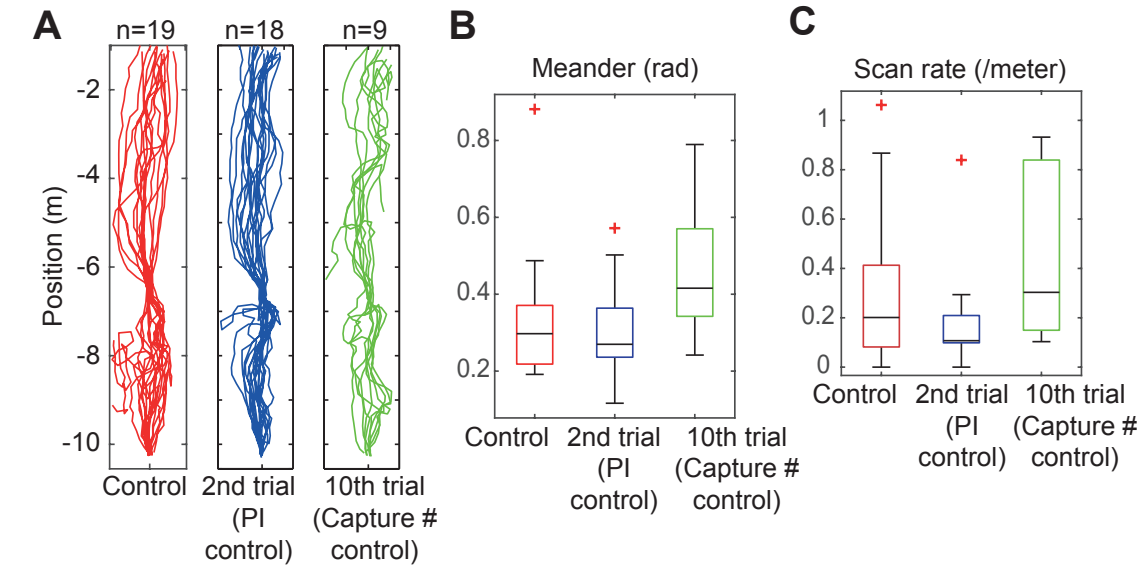 A
n=19
n=18
n=9
Position (m)
-2
-4
-6
-8
-10
Control
2nd trial
(PI
control)
10th trial
(Capture #
control)
B
Meander (rad)
0.8
0.6
0.4
0.2
Control
2nd trial
(PI
control)
10th trial
(Capture #
control)
C
Scan rate (/meter)
1
0.8
0.6
0.4
0.2
0
Control
2nd trial
(PI
control)
10th trial
(Capture #
control)